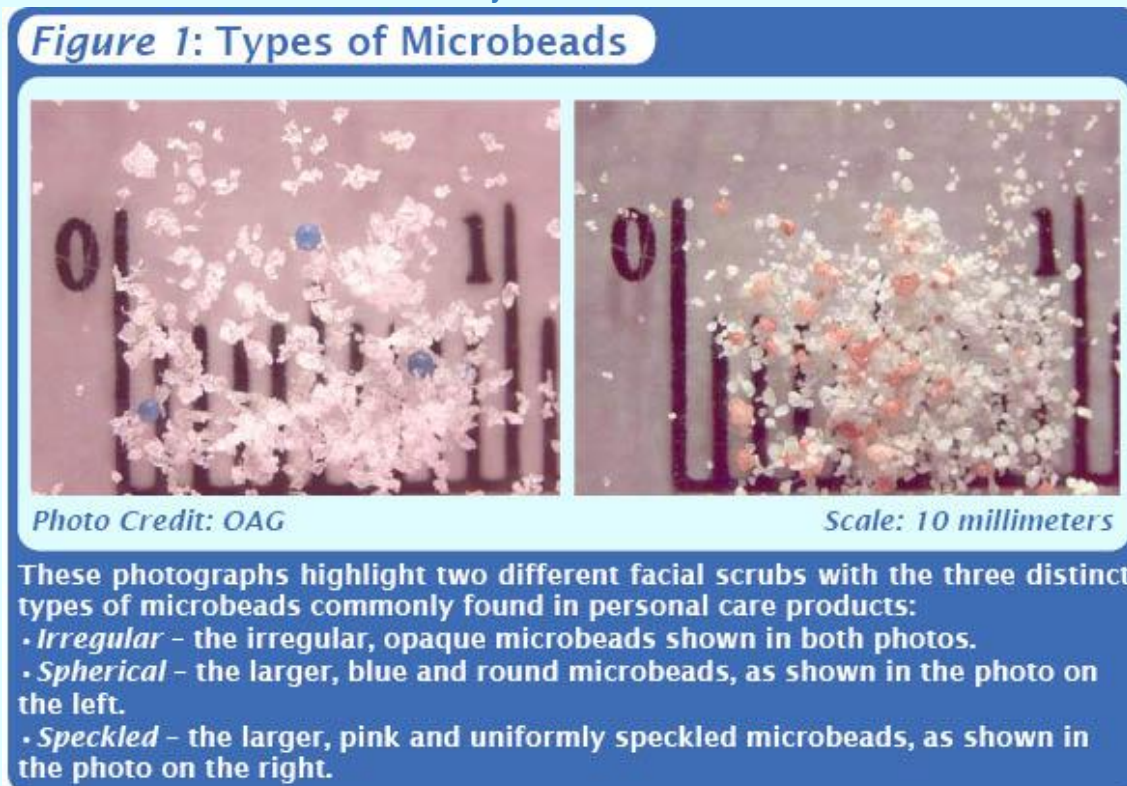 Figure 1: Types of Microbeads
0 1
0 1
Photo Credit: OAG
Scale: 10 millimeters
These photographs highlight two different facial scrubs with the three distinct
types of microbeads commonly found in personal care products:
• Irregular – the irregular, opaque microbeads shown in both photos.
• Spherical – the larger, blue and round microbeads, as shown in the photo on
the left.
• Speckled – the larger, pink and uniformly speckled microbeads, as shown in
the photo on the right.